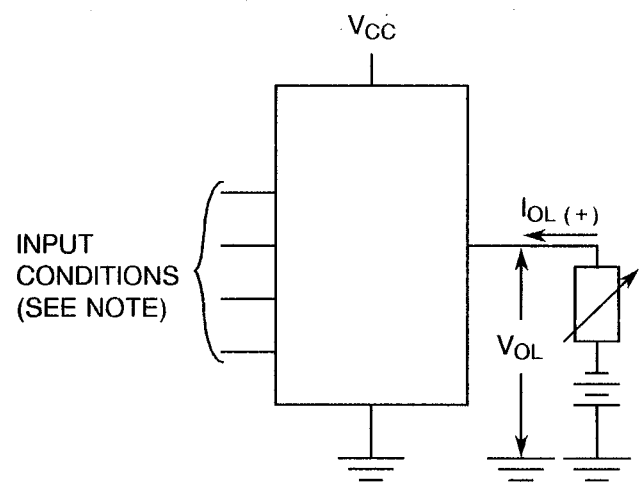 VCC
IOL (+)
INPUT
CONDITIONS
(SEE NOTE)
VOL